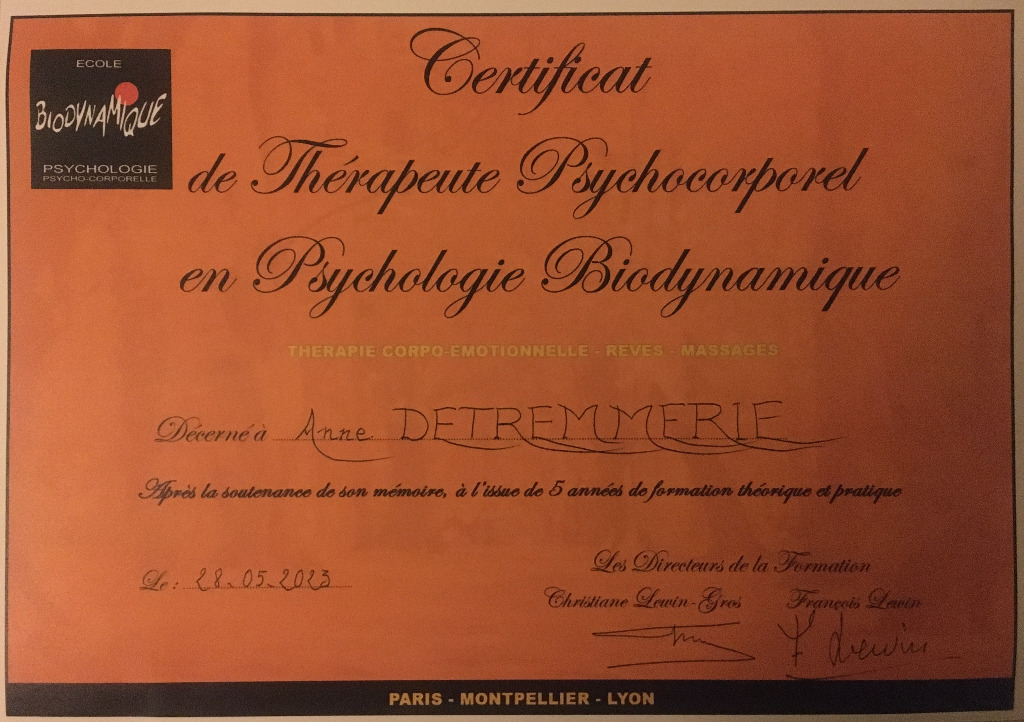 ECOLE
BIODYNAMIQUE
PSYCHOLOGIE
PSYCHO-CORPORELLE
Certificat
de Thérapeute Psychocorporel
en Psychologie Biodynamique
THERAPIE CORPO-EMOTIONNELLE - REVES - MASSAGES
Décerné à Anne DETREMMERIE
Après la soutenance de son mémoire, à l'issue de 5 années de formation théorique et pratique
Le : 28.05.2023
Les Directeurs de la Formation
Christiane Lewin-Gros François Lewin
F Lewin
PARIS - MONTPELLIER - LYON